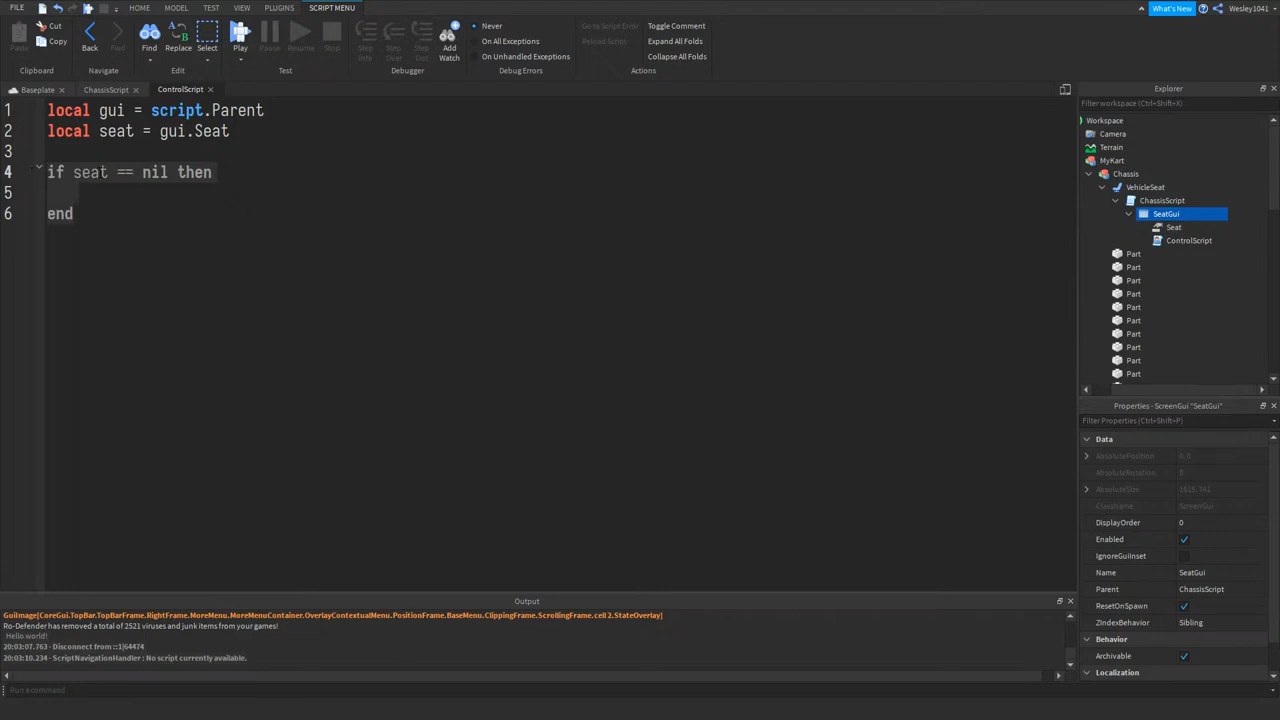 FILE HOME MODEL TEST VIEW PLUGINS SCRIPT MENU What's New Wesley1041
Paste Cut Copy Clipboard
Back Navigate
Find Replace Select Edit
Play Pause Resume Stop Test
Step Into Step Over Step Out Add Watch Debugger
Never
On All Exceptions
On Unhandled Exceptions
Debug Errors
Go to Script Error
Reload Script
Toggle Comment
Expand All Folds
Collapse All Folds
Actions
Baseplate ChassisScript ControlScript
1 local gui = script.Parent
2 local seat = gui.Seat
3
4 if seat == nil then
5
6 end
Explorer
Filter workspace (Ctrl+Shift+X)
Workspace
Camera
Terrain
MyKart
Chassis
VehicleSeat
ChassisScript
SeatGui
Seat
ControlScript
Part
Part
Part
Part
Part
Part
Part
Part
Part
Part
Properties - ScreenGui "SeatGui"
Filter Properties (Ctrl+Shift+P)
Data
AbsolutePosition
AbsoluteRotation 0
AbsoluteSize
ClassName ScreenGui
DisplayOrder 0
Enabled
IgnoreGuiInset
Name SeatGui
Parent ChassisScript
ResetOnSpawn
ZIndexBehavior Sibling
Behavior
Archivable
Localization
Output
GuiImage[CoreGui.TopBar.TopBarFrame.RightFrame.MoreMenu.MoreMenuContainer.OverlayContextualMenu.PositionFrame.BaseMenu.ClippingFrame.ScrollingFrame.cell 2.StateOverlay]
Ro-Defender has removed a total of 2521 viruses and junk items from your games!
Hello world!
20:03:07.763 - Disconnect from ::1|64474
20:03:10.234 - ScriptNavigationHandler : No script currently available.
Run a command